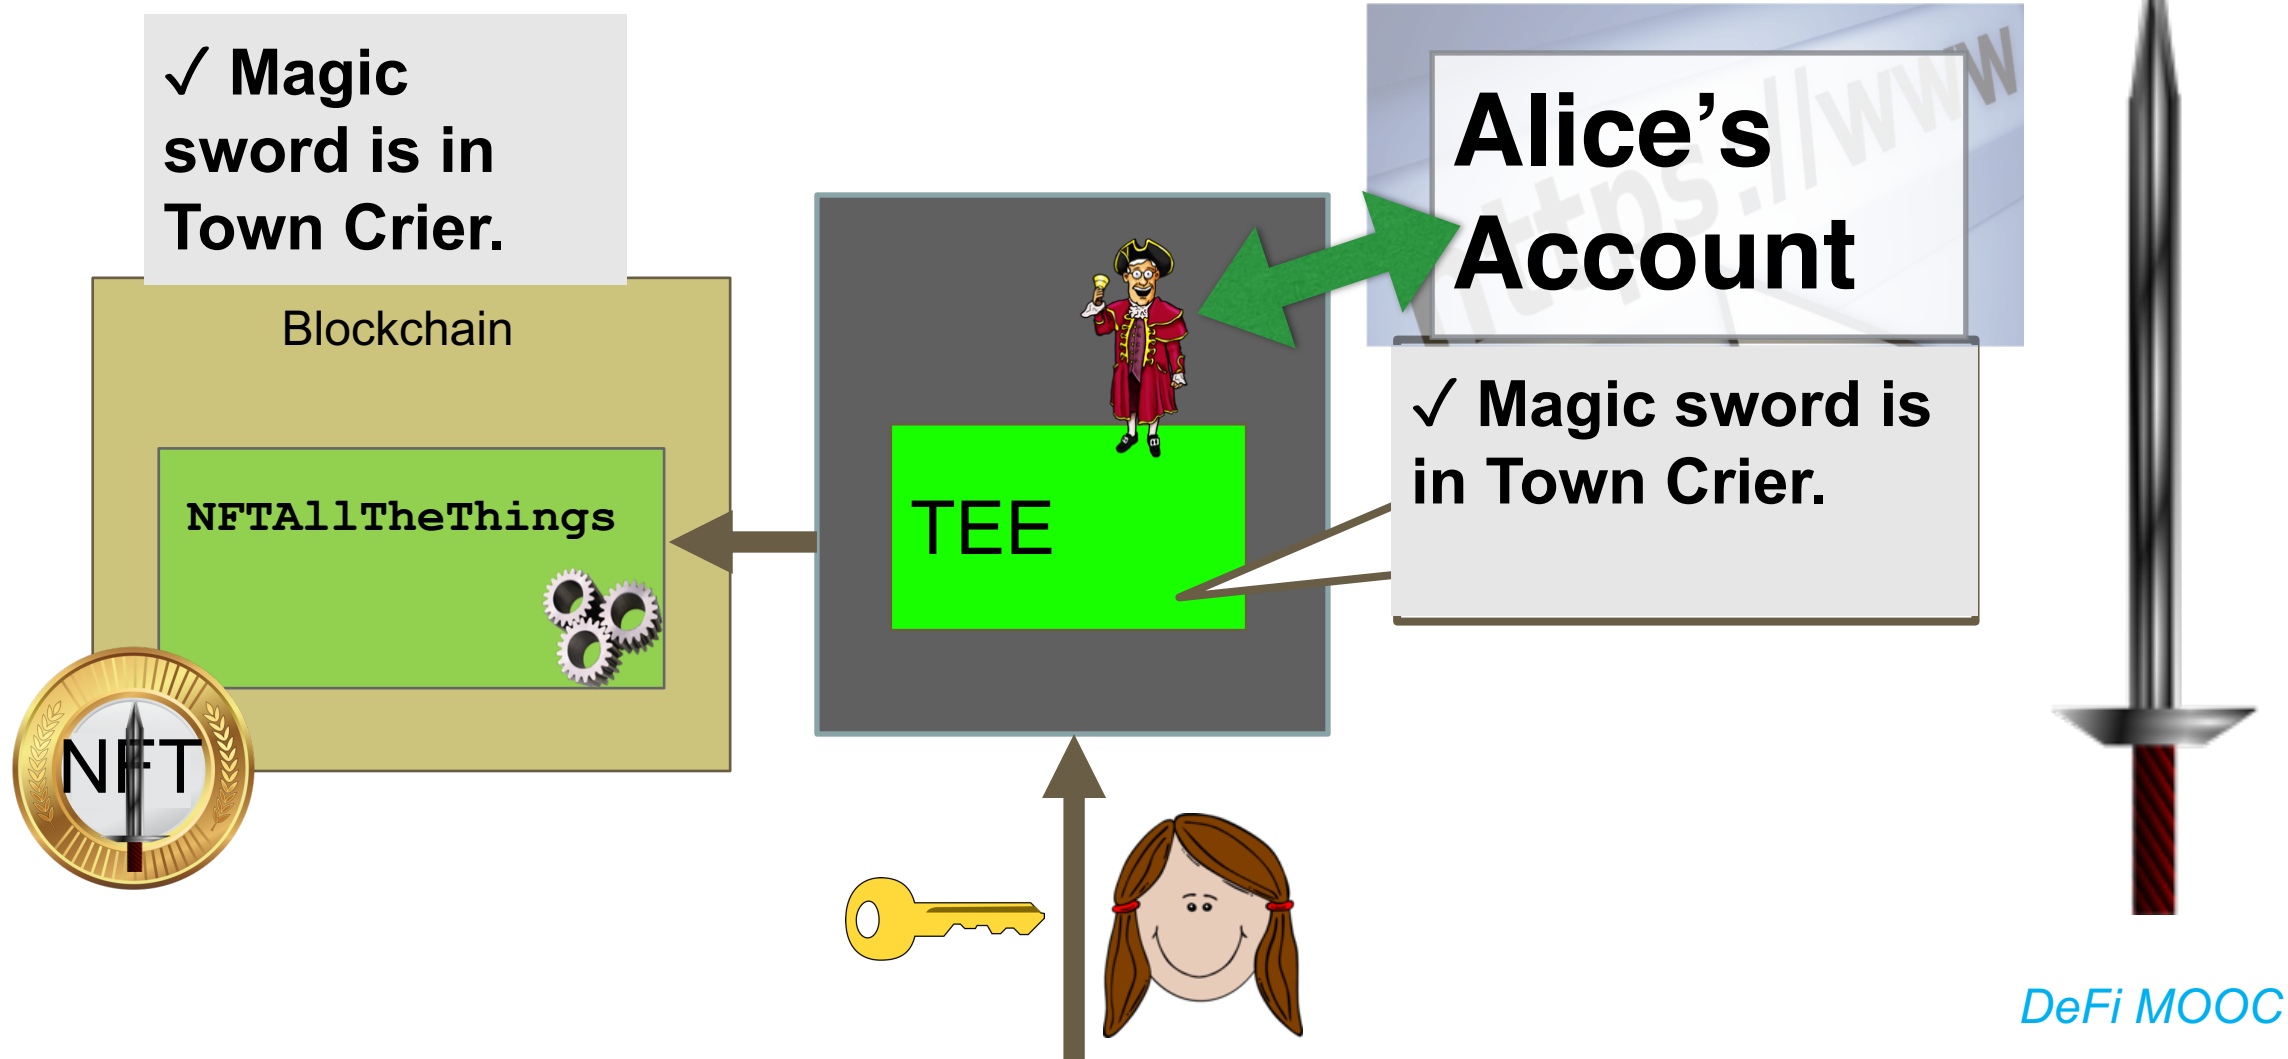 ✓ Magic
sword is in
Town Crier.
Blockchain
NFTAllTheThings
NFT
TEE
https://www
Alice’s
Account
✓ Magic sword is
in Town Crier.
DeFi MOOC